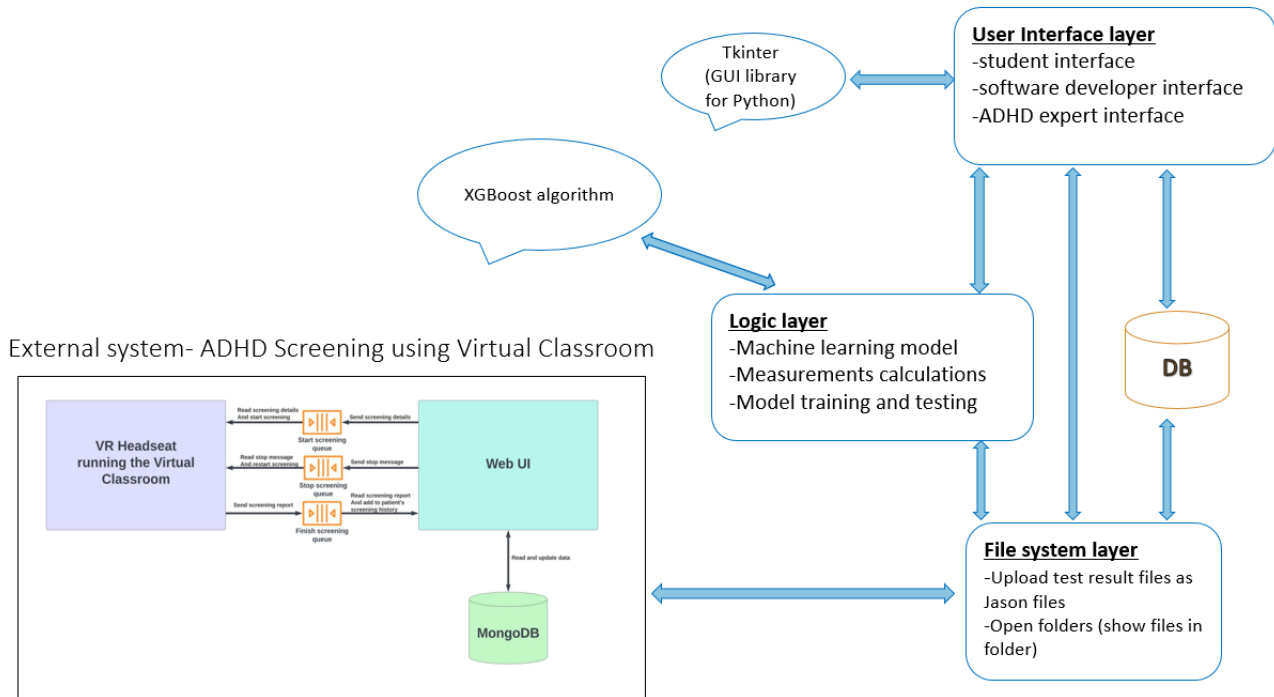 User Interface layer
-student interface
-software developer interface
-ADHD expert interface
Tkinter
(GUI library
for Python)
XGBoost algorithm
Logic layer
-Machine learning model
-Measurements calculations
-Model training and testing
DB
External system- ADHD Screening using Virtual Classroom
VR Headseat
running the Virtual
Classroom
Read screening details
And start screening
Send screening details
Start screening
queue
Read stop message
And restart screening
Send stop message
Stop screening
queue
Send screening report
Read screening report
And add to patient's
screening history
Finish screening
queue
Web UI
Read and update data
MongoDB
File system layer
-Upload test result files as
Jason files
-Open folders (show files in
folder)